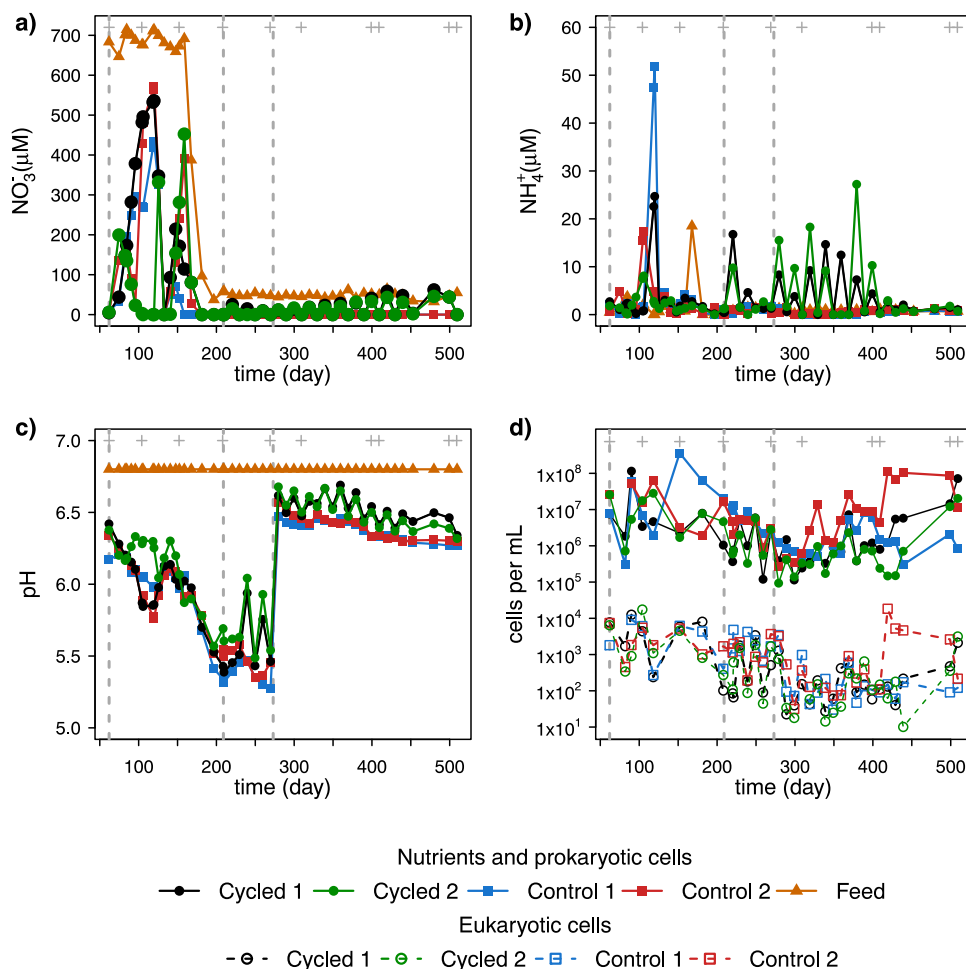 a)
NO₃⁻(μM)
700
600
500
400
300
200
100
0
100 200 300 400 500
time (day)
b)
NH₄⁺(μM)
60
50
40
30
20
10
0
100 200 300 400 500
time (day)
c)
pH
7.0
6.5
6.0
5.5
5.0
100 200 300 400 500
time (day)
d)
cells per mL
1x10⁸
1x10⁷
1x10⁶
1x10⁵
1x10⁴
1x10³
1x10²
1x10¹
100 200 300 400 500
time (day)
Nutrients and prokaryotic cells
Cycled 1 Cycled 2 Control 1 Control 2 Feed
Eukaryotic cells
Cycled 1 Cycled 2 Control 1 Control 2